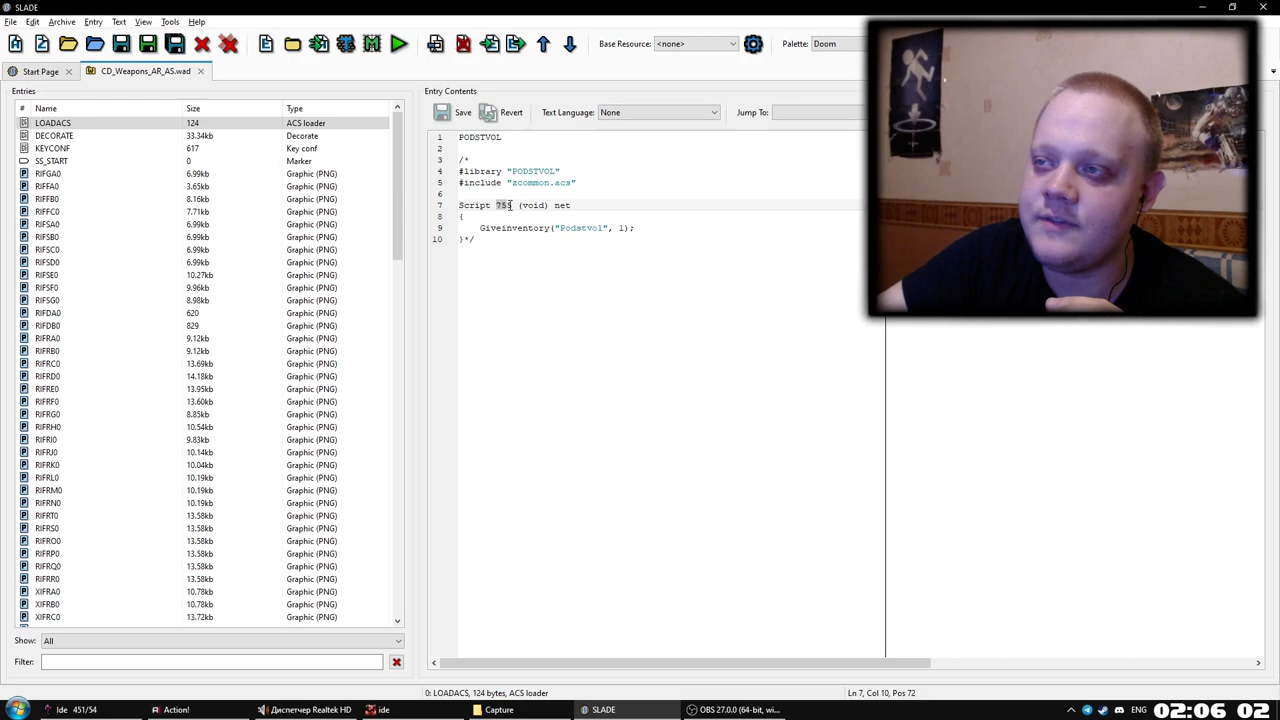 SLADE
File Edit Archive Entry Text View Tools Help
Base Resource: <none> Palette: Doom
Start Page CD_Weapons_AR_AS.wad
Entries
# Name Size Type
LOADACS 124 ACS loader
DECORATE 33.34kb Decorate
KEYCONF 617 Key conf
SS_START 0 Marker
RIFGA0 6.99kb Graphic (PNG)
RIFFA0 3.65kb Graphic (PNG)
RIFFB0 8.16kb Graphic (PNG)
RIFFC0 7.71kb Graphic (PNG)
RIFSA0 6.99kb Graphic (PNG)
RIFSB0 6.99kb Graphic (PNG)
RIFSC0 6.99kb Graphic (PNG)
RIFSD0 6.99kb Graphic (PNG)
RIFSE0 10.27kb Graphic (PNG)
RIFSF0 9.96kb Graphic (PNG)
RIFSG0 8.98kb Graphic (PNG)
RIFDA0 620 Graphic (PNG)
RIFDB0 829 Graphic (PNG)
RIFRA0 9.12kb Graphic (PNG)
RIFRB0 9.12kb Graphic (PNG)
RIFRC0 13.69kb Graphic (PNG)
RIFRD0 14.18kb Graphic (PNG)
RIFRE0 13.95kb Graphic (PNG)
RIFRF0 13.60kb Graphic (PNG)
RIFRG0 8.85kb Graphic (PNG)
RIFRH0 10.54kb Graphic (PNG)
RIFRI0 9.83kb Graphic (PNG)
RIFRJ0 10.14kb Graphic (PNG)
RIFRK0 10.04kb Graphic (PNG)
RIFRL0 10.19kb Graphic (PNG)
RIFRM0 10.19kb Graphic (PNG)
RIFRN0 10.19kb Graphic (PNG)
RIFRT0 13.58kb Graphic (PNG)
RIFRS0 13.58kb Graphic (PNG)
RIFRO0 13.58kb Graphic (PNG)
RIFRP0 13.58kb Graphic (PNG)
RIFRQ0 13.58kb Graphic (PNG)
RIFRR0 13.58kb Graphic (PNG)
XIFRA0 10.78kb Graphic (PNG)
XIFRB0 10.78kb Graphic (PNG)
XIFRC0 13.72kb Graphic (PNG)
Show: All
Filter:
Entry Contents
Save Revert Text Language: None Jump To:
1 PODSTVOL
2
3 /*
4 #library "PODSTVOL"
5 #include "zcommon.acs"
6
7 Script 755 (void) net
8 {
9 Giveinventory("Podstvol", 1);
10 }*/
0: LOADACS, 124 bytes, ACS loader Ln 7, Col 10, Pos 72
Ide 451/54 Action! Диспетчер Realtek HD ide Capture SLADE OBS 27.0.0 (64-bit, wi... ENG 02:06 02